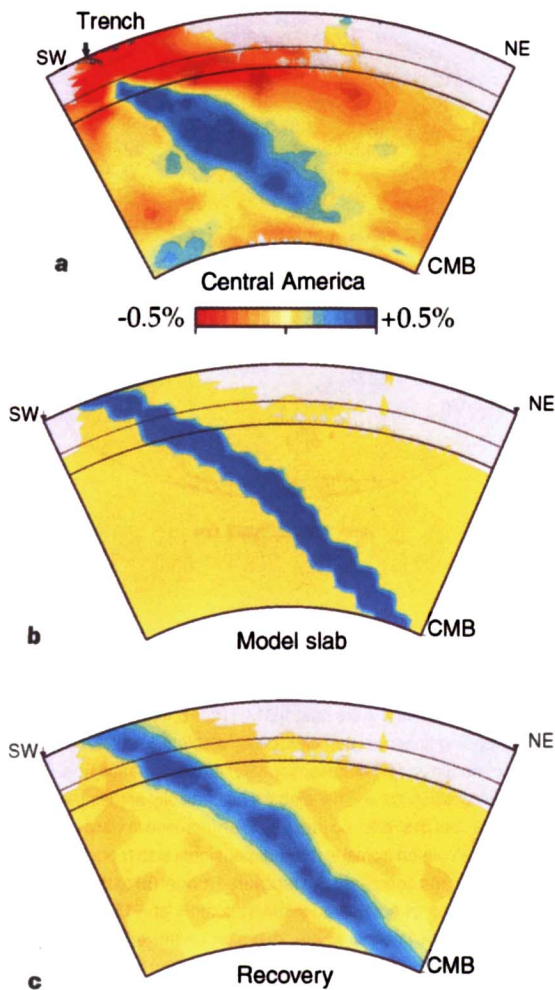 Trench
SW
NE
a
CMB
Central America
-0.5%
+0.5%
SW
NE
b
CMB
Model slab
SW
NE
c
CMB
Recovery